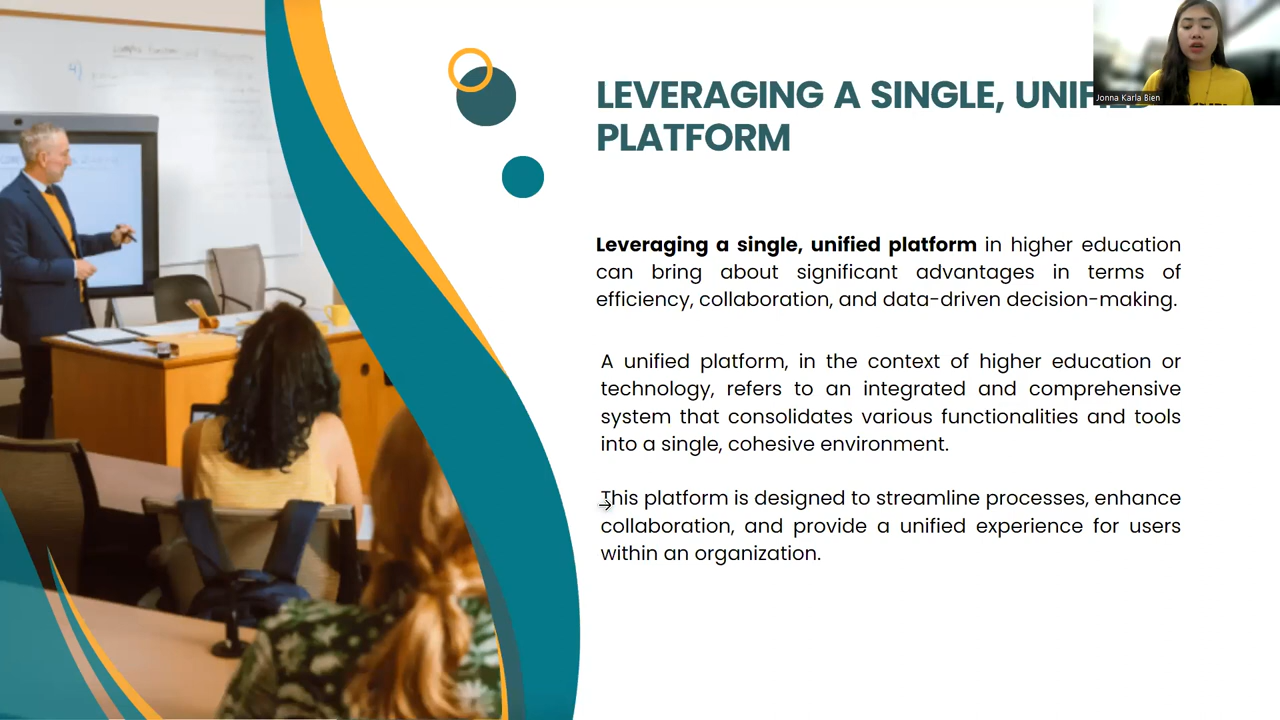 LEVERAGING A SINGLE, UNIFIED
PLATFORM
Jonna Karla Bien
Leveraging a single, unified platform in higher education
can bring about significant advantages in terms of
efficiency, collaboration, and data-driven decision-making.
A unified platform, in the context of higher education or
technology, refers to an integrated and comprehensive
system that consolidates various functionalities and tools
into a single, cohesive environment.
This platform is designed to streamline processes, enhance
collaboration, and provide a unified experience for users
within an organization.